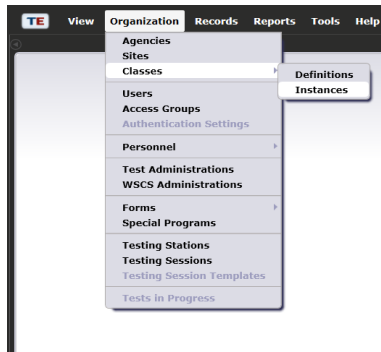 TE View Organization Records Reports Tools Help
Agencies
Sites
Classes
Definitions
Instances
Users
Access Groups
Authentication Settings
Personnel
Test Administrations
WSCS Administrations
Forms
Special Programs
Testing Stations
Testing Sessions
Testing Session Templates
Tests in Progress